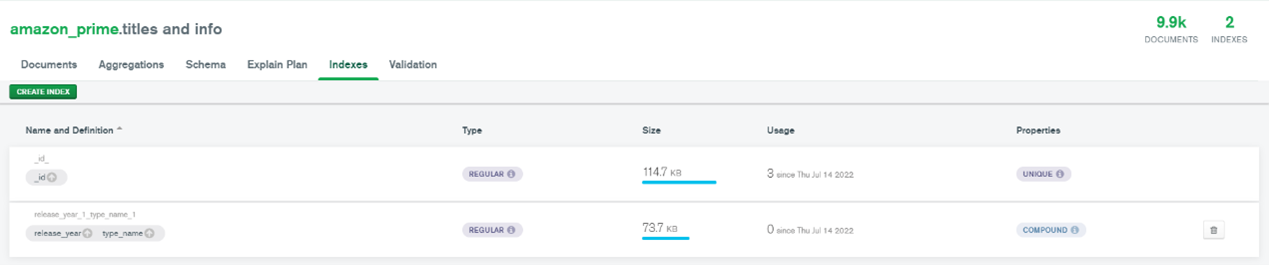 amazon_prime.titles and info
9.9k 2
DOCUMENTS INDEXES
Documents Aggregations Schema Explain Plan Indexes Validation
CREATE INDEX
Name and Definition Type Size Usage Properties
_id_
_id REGULAR 114.7 KB 3 since Thu Jul 14 2022 UNIQUE
release_year_1_type_name_1
release_year type_name REGULAR 73.7 KB 0 since Thu Jul 14 2022 COMPOUND